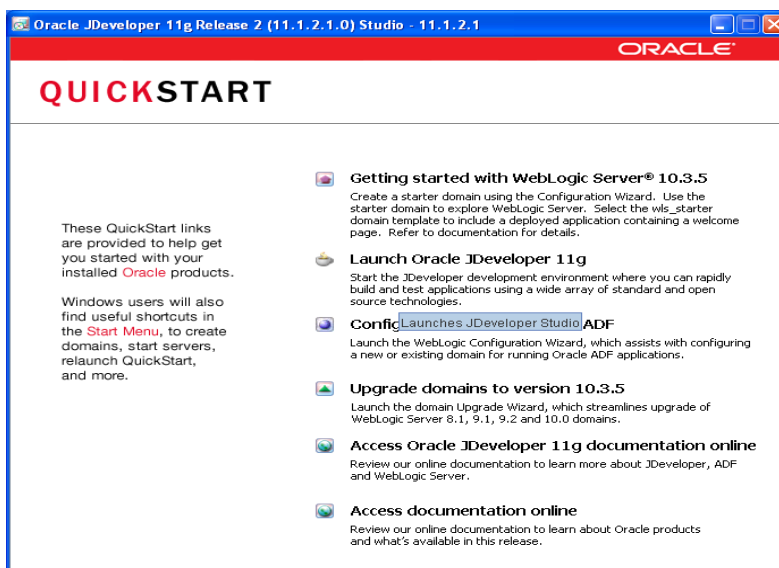 Oracle JDeveloper 11g Release 2 (11.1.2.1.0) Studio - 11.1.2.1
ORACLE
QUICKSTART
These QuickStart links
are provided to help get
you started with your
installed Oracle products.
Windows users will also
find useful shortcuts in
the Start Menu, to create
domains, start servers,
relaunch QuickStart,
and more.
Getting started with WebLogic Server® 10.3.5
Create a starter domain using the Configuration Wizard. Use the
starter domain to explore WebLogic Server. Select the wls_starter
domain template to include a deployed application containing a welcome
page. Refer to documentation for details.
Launch Oracle JDeveloper 11g
Start the JDeveloper development environment where you can rapidly
build and test applications using a wide array of standard and open
source technologies.
Config Launches JDeveloper Studio ADF
Launch the WebLogic Configuration Wizard, which assists with configuring
a new or existing domain for running Oracle ADF applications.
Upgrade domains to version 10.3.5
Launch the domain Upgrade Wizard, which streamlines upgrade of
WebLogic Server 8.1, 9.1, 9.2 and 10.0 domains.
Access Oracle JDeveloper 11g documentation online
Review our online documentation to learn more about JDeveloper, ADF
and WebLogic Server.
Access documentation online
Review our online documentation to learn about Oracle products
and what's available in this release.